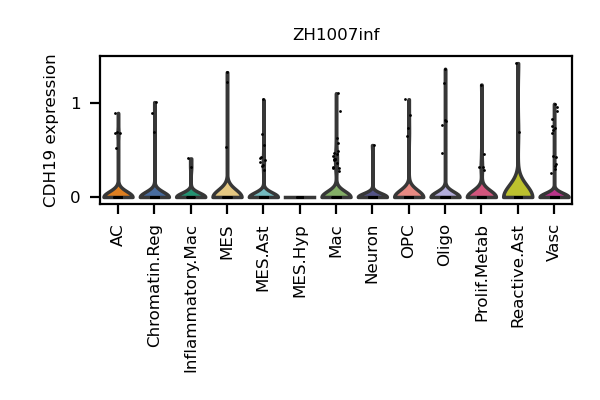 ZH1007inf
CDH19 expression
1
0
AC
Chromatin.Reg
Inflammatory.Mac
MES
MES.Ast
MES.Hyp
Mac
Neuron
OPC
Oligo
Prolif.Metab
Reactive.Ast
Vasc